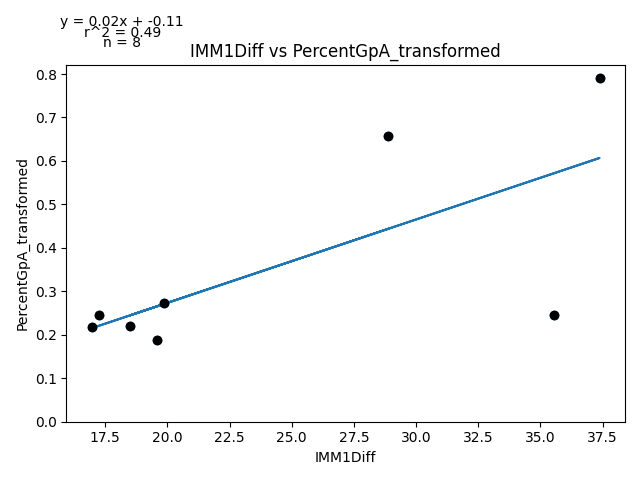 y = 0.02x + -0.11
r^2 = 0.49
n = 8
IMM1Diff vs PercentGpA_transformed
PercentGpA_transformed
0.8
0.7
0.6
0.5
0.4
0.3
0.2
0.1
0.0
17.5 20.0 22.5 25.0 27.5 30.0 32.5 35.0 37.5
IMM1Diff